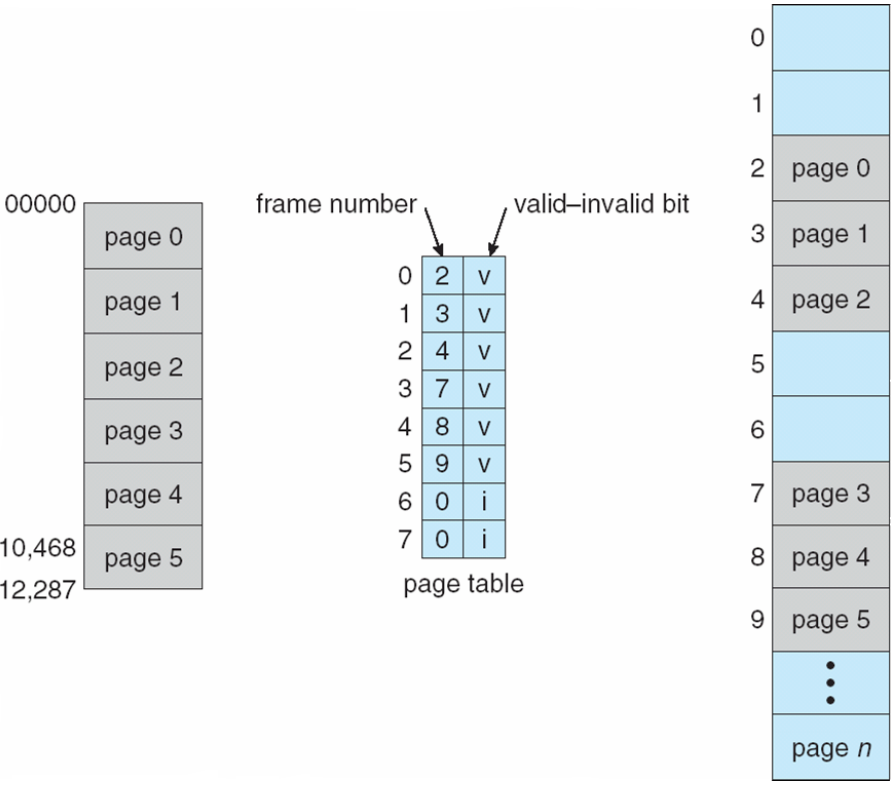 00000
page 0
page 1
page 2
page 3
page 4
10,468
page 5
12,287
frame number
valid–invalid bit
0 2 v
1 3 v
2 4 v
3 7 v
4 8 v
5 9 v
6 0 i
7 0 i
page table
0
1
2 page 0
3 page 1
4 page 2
5
6
7 page 3
8 page 4
9 page 5
page n